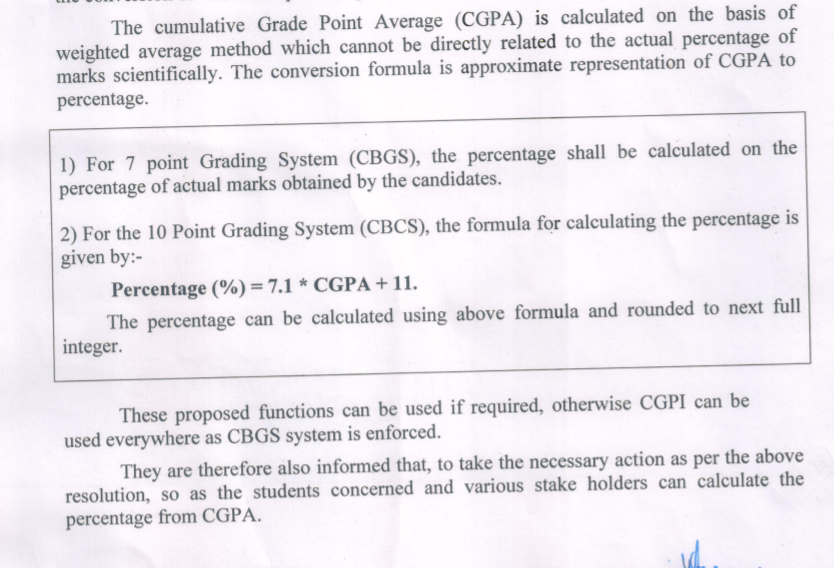 The cumulative Grade Point Average (CGPA) is calculated on the basis of
weighted average method which cannot be directly related to the actual percentage of
marks scientifically. The conversion formula is approximate representation of CGPA to
percentage.
1) For 7 point Grading System (CBGS), the percentage shall be calculated on the
percentage of actual marks obtained by the candidates.
2) For the 10 Point Grading System (CBCS), the formula for calculating the percentage is
given by:-
Percentage (%) = 7.1 * CGPA + 11.
The percentage can be calculated using above formula and rounded to next full
integer.
These proposed functions can be used if required, otherwise CGPI can be
used everywhere as CBGS system is enforced.
They are therefore also informed that, to take the necessary action as per the above
resolution, so as the students concerned and various stake holders can calculate the
percentage from CGPA.